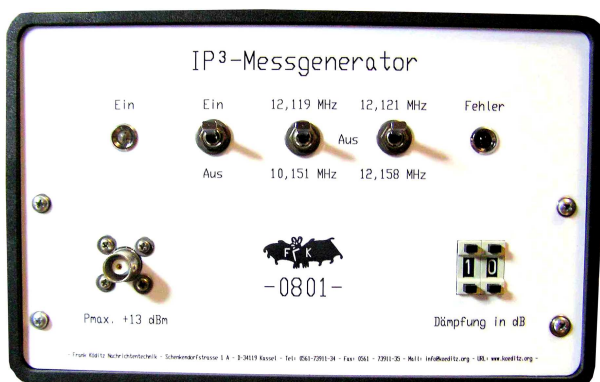 IP³-Messgenerator
Ein Ein 12,119 MHz 12,121 MHz Fehler
Aus
Aus 10,151 MHz 12,158 MHz
F K
-0801-
10
Pmax. +13 dBm
Dämpfung in dB
- Frank Köditz Nachrichtentechnik - Schenkendorfstrasse 1 A - D-34119 Kassel - Tel: 0561-73911-34 - Fax: 0561 - 73911-35 - Mail: info@koeditz.org - URL: www.koeditz.org -